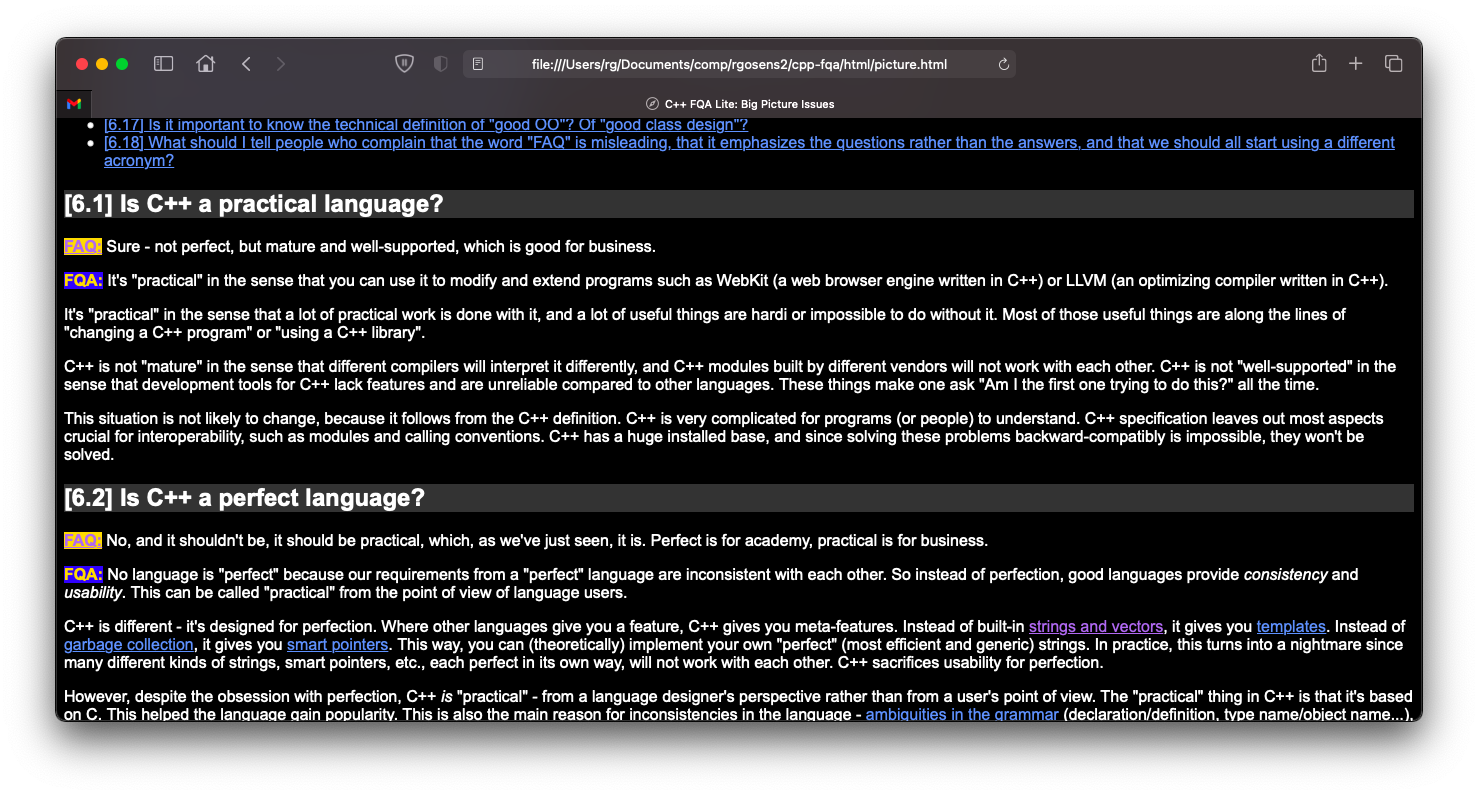 file:///Users/rg/Documents/comp/rgosens2/cpp-fqa/html/picture.html
C++ FQA Lite: Big Picture Issues
[6.17] Is it important to know the technical definition of "good OO"? Of "good class design"?
[6.18] What should I tell people who complain that the word "FAQ" is misleading, that it emphasizes the questions rather than the answers, and that we should all start using a different
acronym?
[6.1] Is C++ a practical language?
FAQ: Sure - not perfect, but mature and well-supported, which is good for business.
FQA: It's "practical" in the sense that you can use it to modify and extend programs such as WebKit (a web browser engine written in C++) or LLVM (an optimizing compiler written in C++).
It's "practical" in the sense that a lot of practical work is done with it, and a lot of useful things are hardi or impossible to do without it. Most of those useful things are along the lines of
"changing a C++ program" or "using a C++ library".
C++ is not "mature" in the sense that different compilers will interpret it differently, and C++ modules built by different vendors will not work with each other. C++ is not "well-supported" in the
sense that development tools for C++ lack features and are unreliable compared to other languages. These things make one ask "Am I the first one trying to do this?" all the time.
This situation is not likely to change, because it follows from the C++ definition. C++ is very complicated for programs (or people) to understand. C++ specification leaves out most aspects
crucial for interoperability, such as modules and calling conventions. C++ has a huge installed base, and since solving these problems backward-compatibly is impossible, they won't be
solved.
[6.2] Is C++ a perfect language?
FAQ: No, and it shouldn't be, it should be practical, which, as we've just seen, it is. Perfect is for academy, practical is for business.
FQA: No language is "perfect" because our requirements from a "perfect" language are inconsistent with each other. So instead of perfection, good languages provide consistency and
usability. This can be called "practical" from the point of view of language users.
C++ is different - it's designed for perfection. Where other languages give you a feature, C++ gives you meta-features. Instead of built-in strings and vectors, it gives you templates. Instead of
garbage collection, it gives you smart pointers. This way, you can (theoretically) implement your own "perfect" (most efficient and generic) strings. In practice, this turns into a nightmare since
many different kinds of strings, smart pointers, etc., each perfect in its own way, will not work with each other. C++ sacrifices usability for perfection.
However, despite the obsession with perfection, C++ is "practical" - from a language designer's perspective rather than from a user's point of view. The "practical" thing in C++ is that it's based
on C. This helped the language gain popularity. This is also the main reason for inconsistencies in the language - ambiguities in the grammar (declaration/definition, type name/object name...),